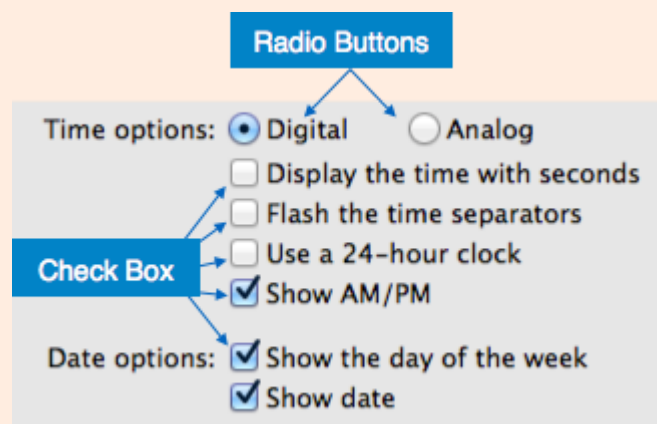 Radio Buttons
Time options: Digital Analog
Display the time with seconds
Flash the time separators
Use a 24-hour clock
Check Box
Show AM/PM
Date options: Show the day of the week
Show date